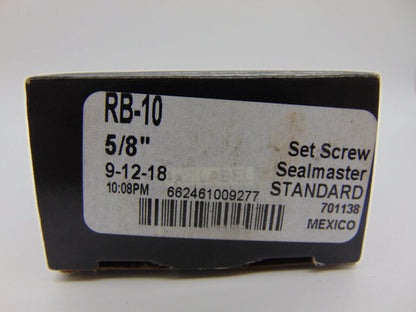 RB-10
5/8"
9-12-18
10:08PM
662461009277
Set Screw
Sealmaster
STANDARD
701138
MEXICO